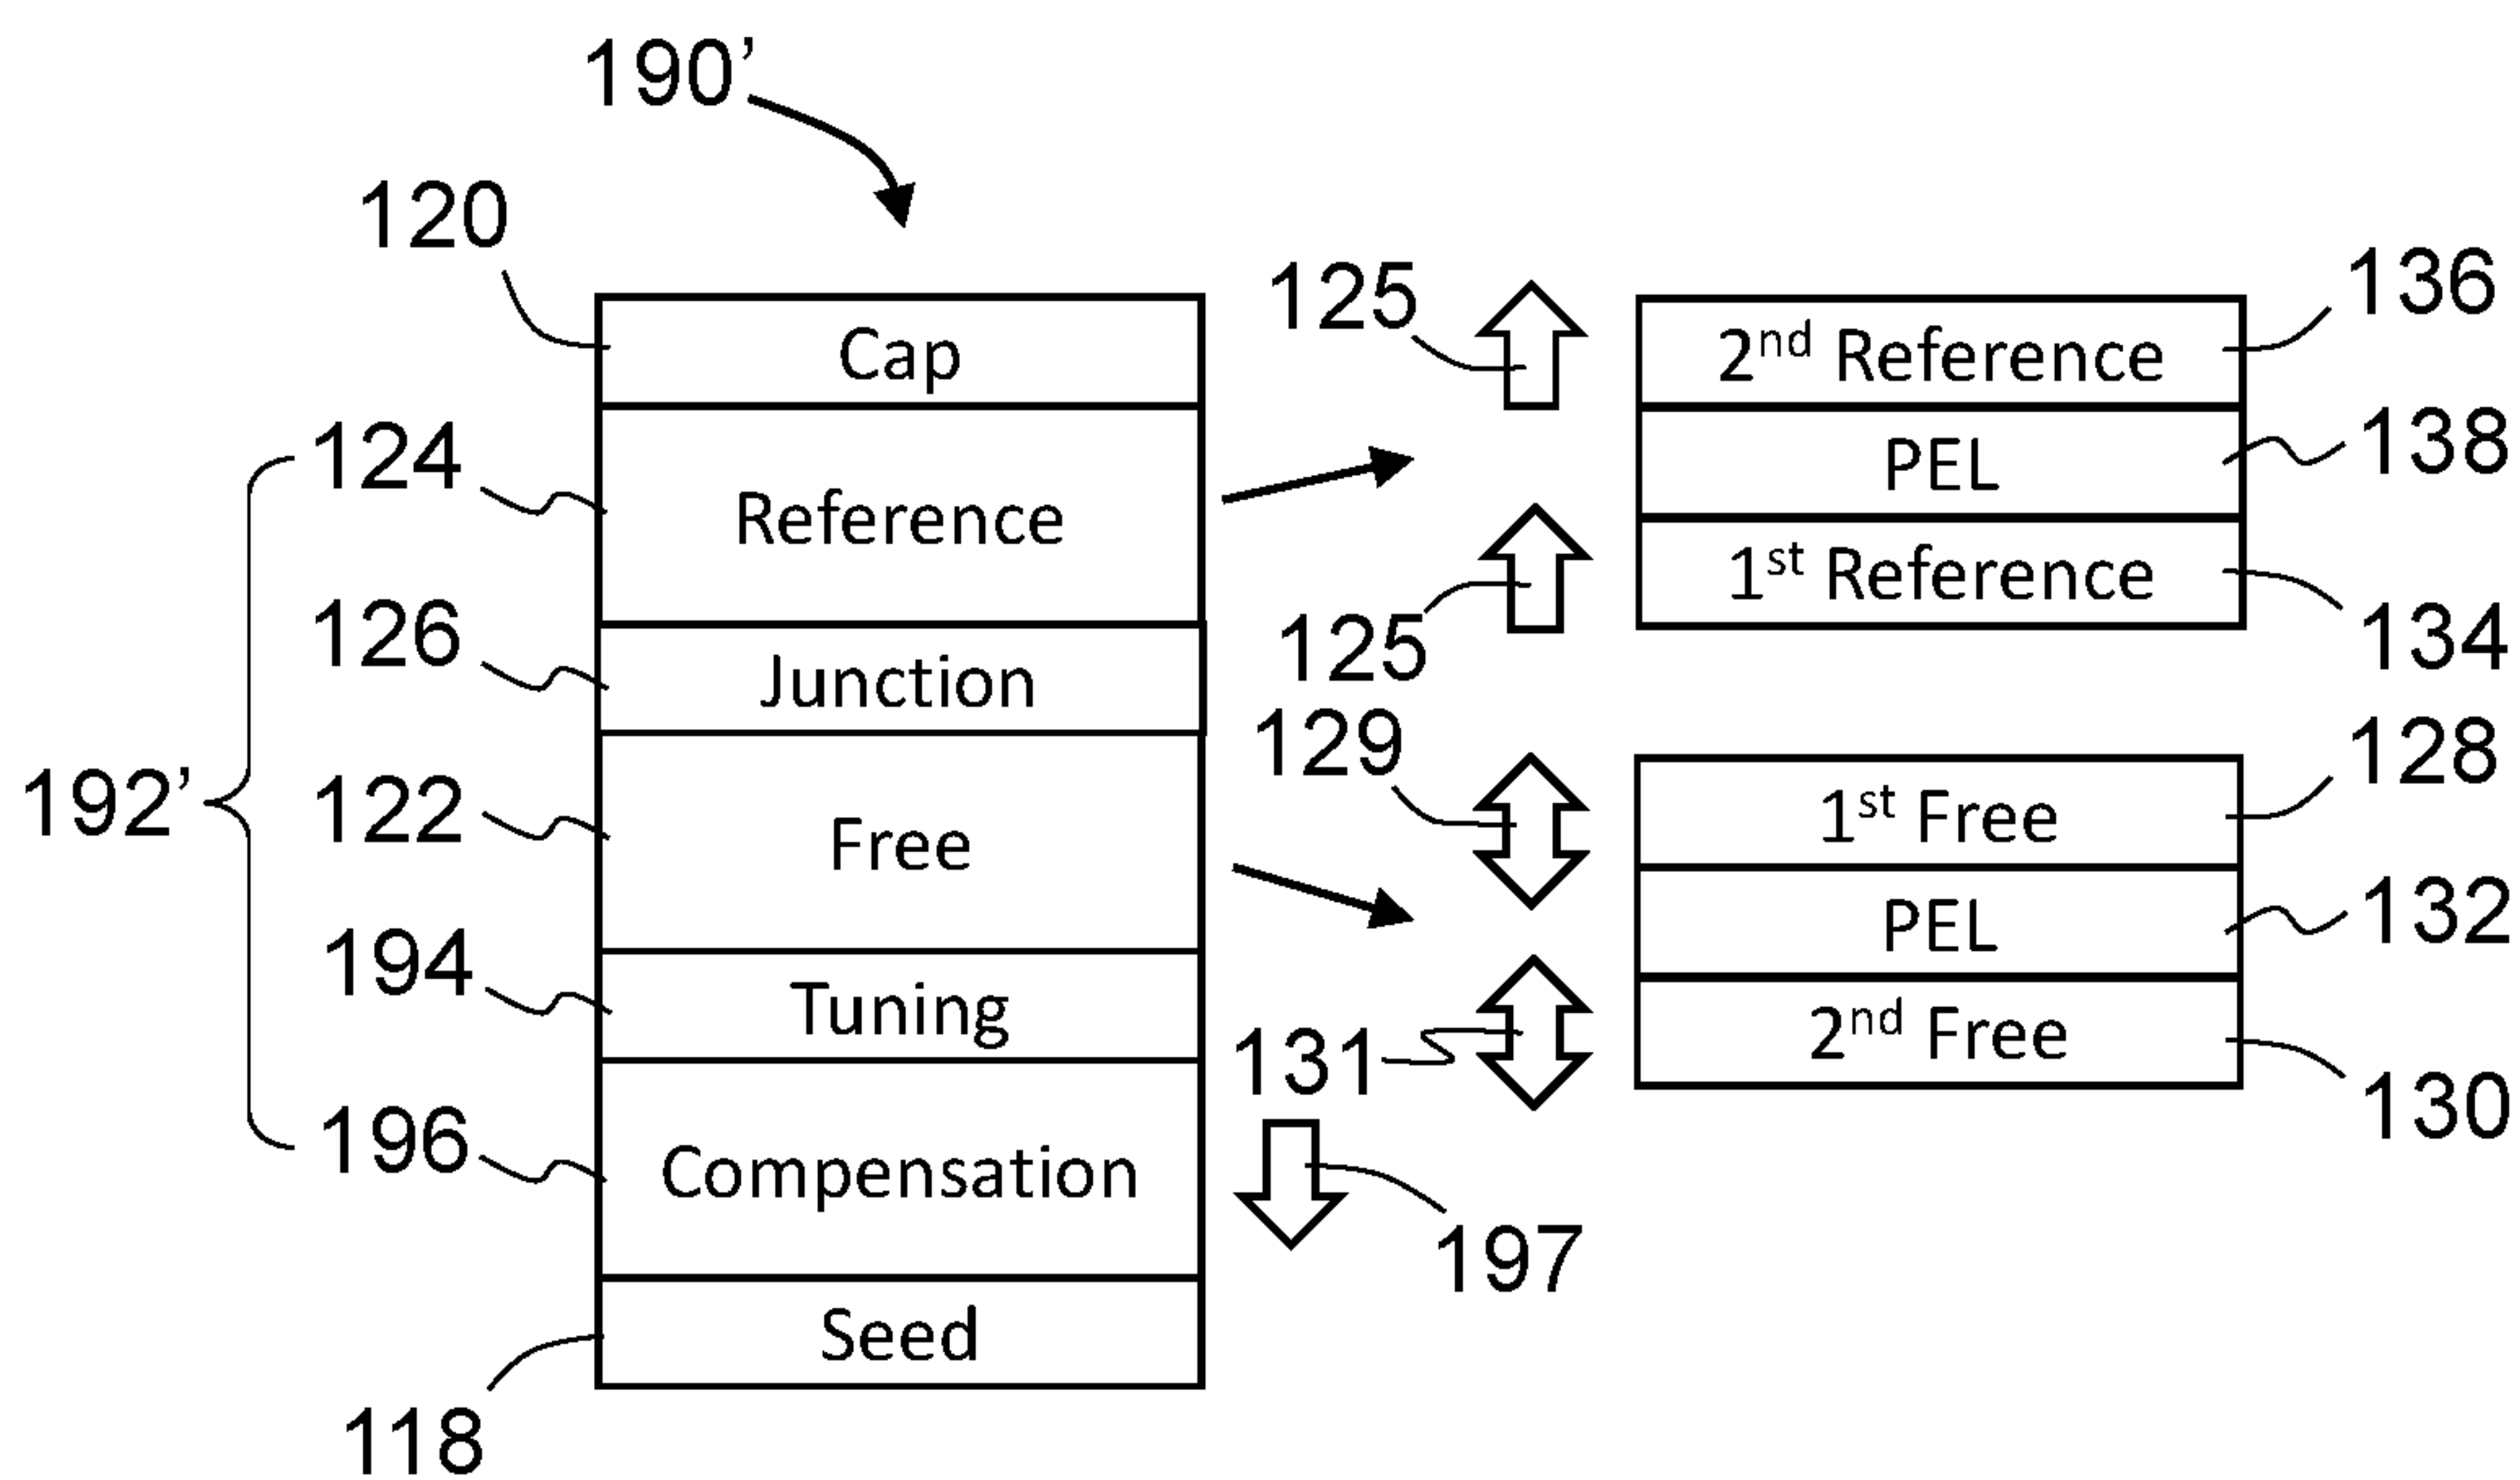 190’
120
Cap
125
2nd Reference
136
124
Reference
PEL
138
125
1st Reference
134
126
Junction
129
1st Free
128
192’
122
Free
PEL
132
194
Tuning
131
2nd Free
130
196
Compensation
197
Seed
118